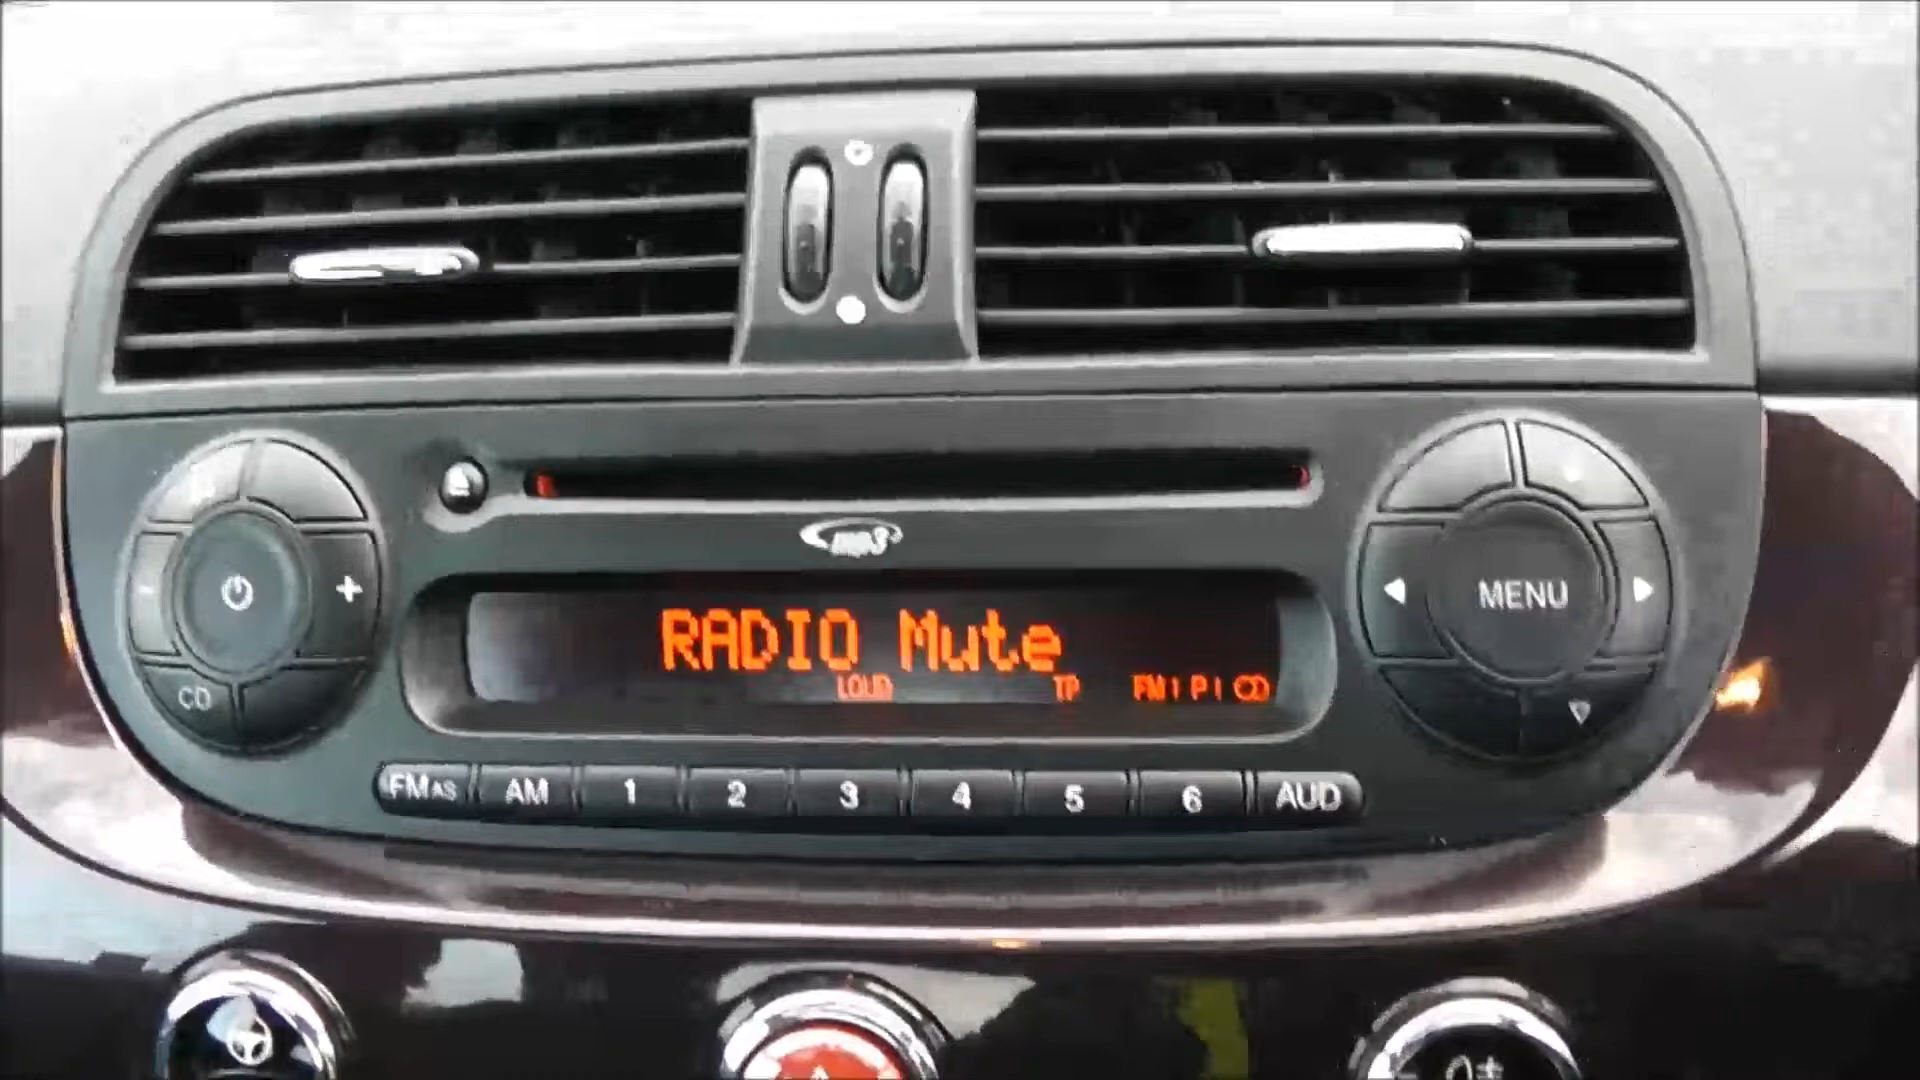 mp3
- + MENU
RADIO Mute
LOUD TP FM1 P1 CD
CD
FMAS AM 1 2 3 4 5 6 AUD